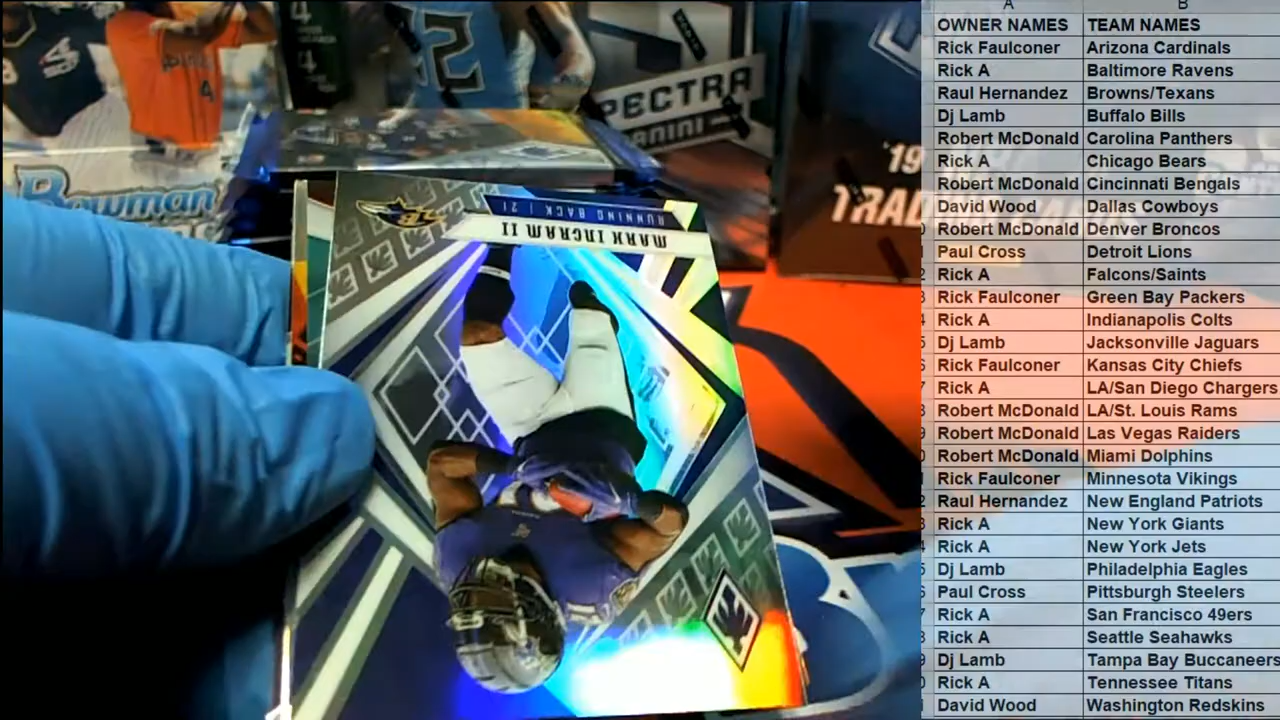 4
4
4
52
Bowman
SPECTRA
PANINI
'19
TRAD
RUNNING BACK | 21
MARK INGRAM II
A B
OWNER NAMES TEAM NAMES
Rick Faulconer Arizona Cardinals
Rick A Baltimore Ravens
Raul Hernandez Browns/Texans
Dj Lamb Buffalo Bills
Robert McDonald Carolina Panthers
Rick A Chicago Bears
Robert McDonald Cincinnati Bengals
David Wood Dallas Cowboys
Robert McDonald Denver Broncos
Paul Cross Detroit Lions
Rick A Falcons/Saints
Rick Faulconer Green Bay Packers
Rick A Indianapolis Colts
Dj Lamb Jacksonville Jaguars
Rick Faulconer Kansas City Chiefs
Rick A LA/San Diego Chargers
Robert McDonald LA/St. Louis Rams
Robert McDonald Las Vegas Raiders
Robert McDonald Miami Dolphins
Rick Faulconer Minnesota Vikings
Raul Hernandez New England Patriots
Rick A New York Giants
Rick A New York Jets
Dj Lamb Philadelphia Eagles
Paul Cross Pittsburgh Steelers
Rick A San Francisco 49ers
Rick A Seattle Seahawks
Dj Lamb Tampa Bay Buccaneers
Rick A Tennessee Titans
David Wood Washington Redskins